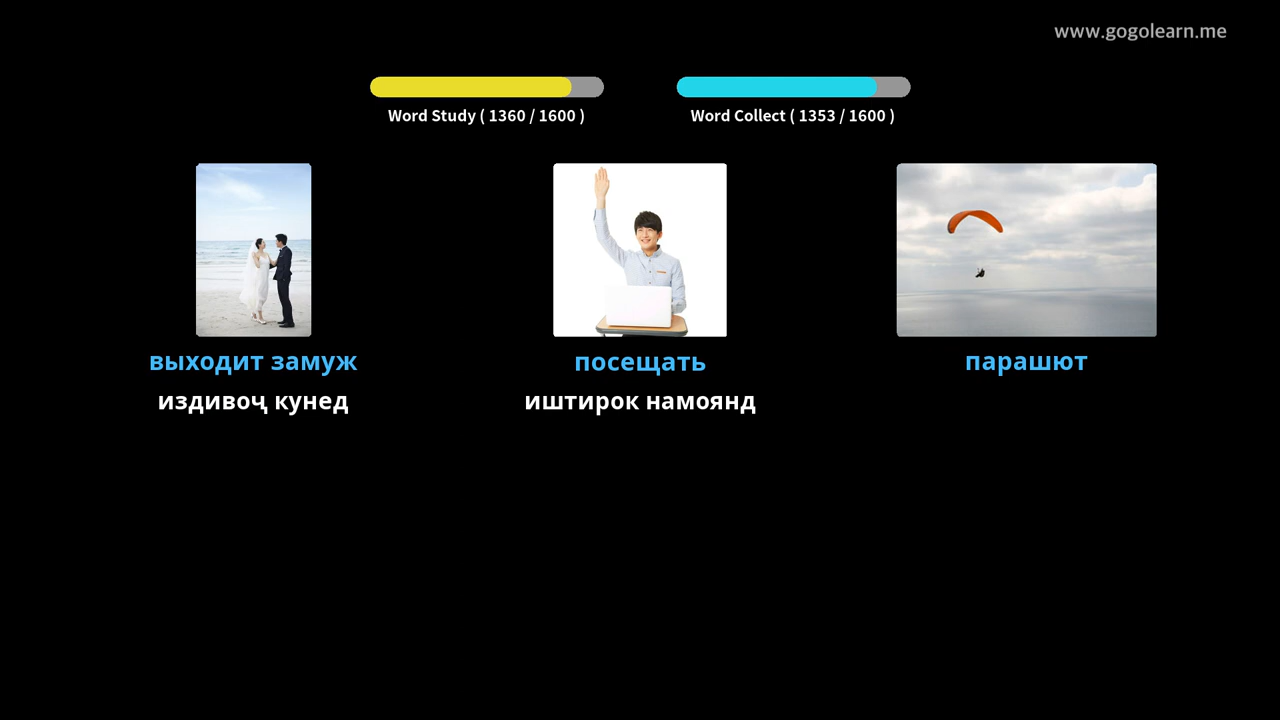 www.gogolearn.me
Word Study ( 1360 / 1600 )
Word Collect ( 1353 / 1600 )
выходит замуж
посещать
парашют
издивоҷ кунед
иштирок намоянд